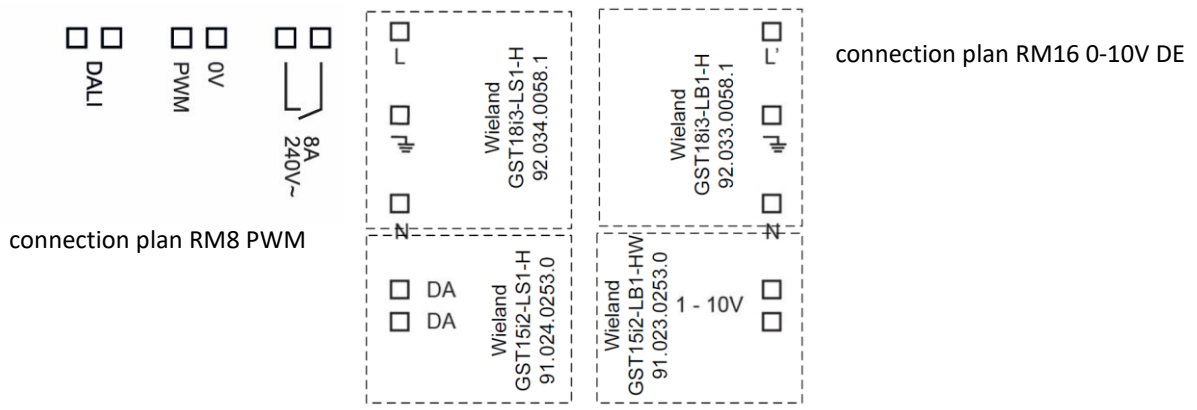 DALI
PWM
0V
8A
240V~
connection plan RM8 PWM
L
N
Wieland
GST18i3-LS1-H
92.034.0058.1
DA
DA
Wieland
GST15i2-LS1-H
91.024.0253.0
Wieland
GST18i3-LB1-H
92.033.0058.1
L'
N
Wieland
GST15i2-LB1-HW
91.023.0253.0
1 - 10V
connection plan RM16 0-10V DE